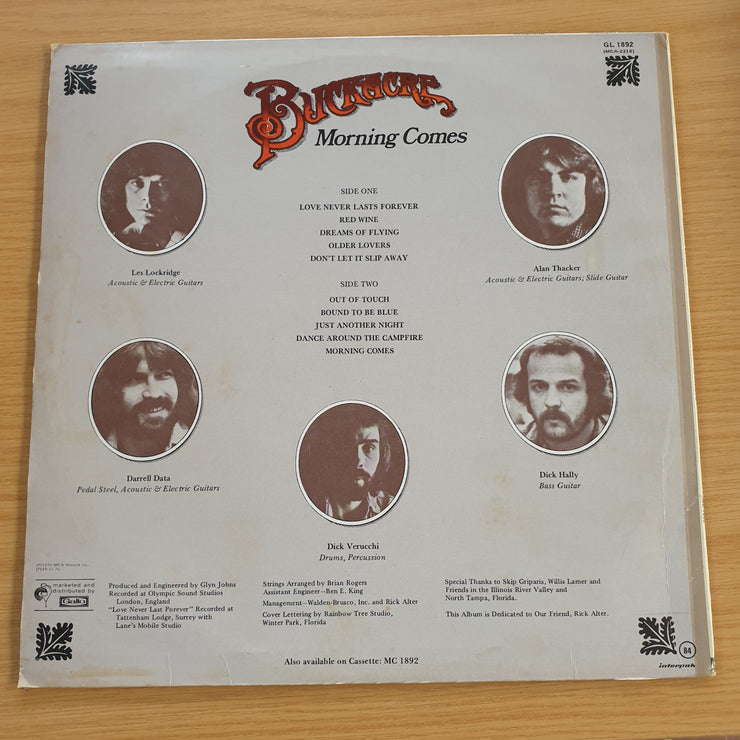 GL 1892
(MCA-2218)
BUCKACRE
Morning Comes
SIDE ONE
LOVE NEVER LASTS FOREVER
RED WINE
DREAMS OF FLYING
OLDER LOVERS
DON'T LET IT SLIP AWAY
Les Lockridge
Acoustic & Electric Guitars
Alan Thacker
Acoustic & Electric Guitars; Slide Guitar
SIDE TWO
OUT OF TOUCH
BOUND TO BE BLUE
JUST ANOTHER NIGHT
DANCE AROUND THE CAMPFIRE
MORNING COMES
Darrell Data
Pedal Steel, Acoustic & Electric Guitars
Dick Hally
Bass Guitar
Dick Verucchi
Drums, Percussion
marketed and
distributed by
Gallo
Produced and Engineered by Glyn Johns
Recorded at Olympic Sound Studios
London, England
"Love Never Last Forever" Recorded at
Tattenham Lodge, Surrey with
Lane's Mobile Studio
Strings Arranged by Brian Rogers
Assistant Engineer—Ben E. King
Management—Walden-Brusco, Inc. and Rick Alter
Cover Lettering by Rainbow Tree Studio,
Winter Park, Florida
Special Thanks to Skip Griparis, Willis Lamer and
Friends in the Illinois River Valley and
North Tampa, Florida.
This Album is Dedicated to Our Friend, Rick Alter.
Also available on Cassette: MC 1892
84
interpak